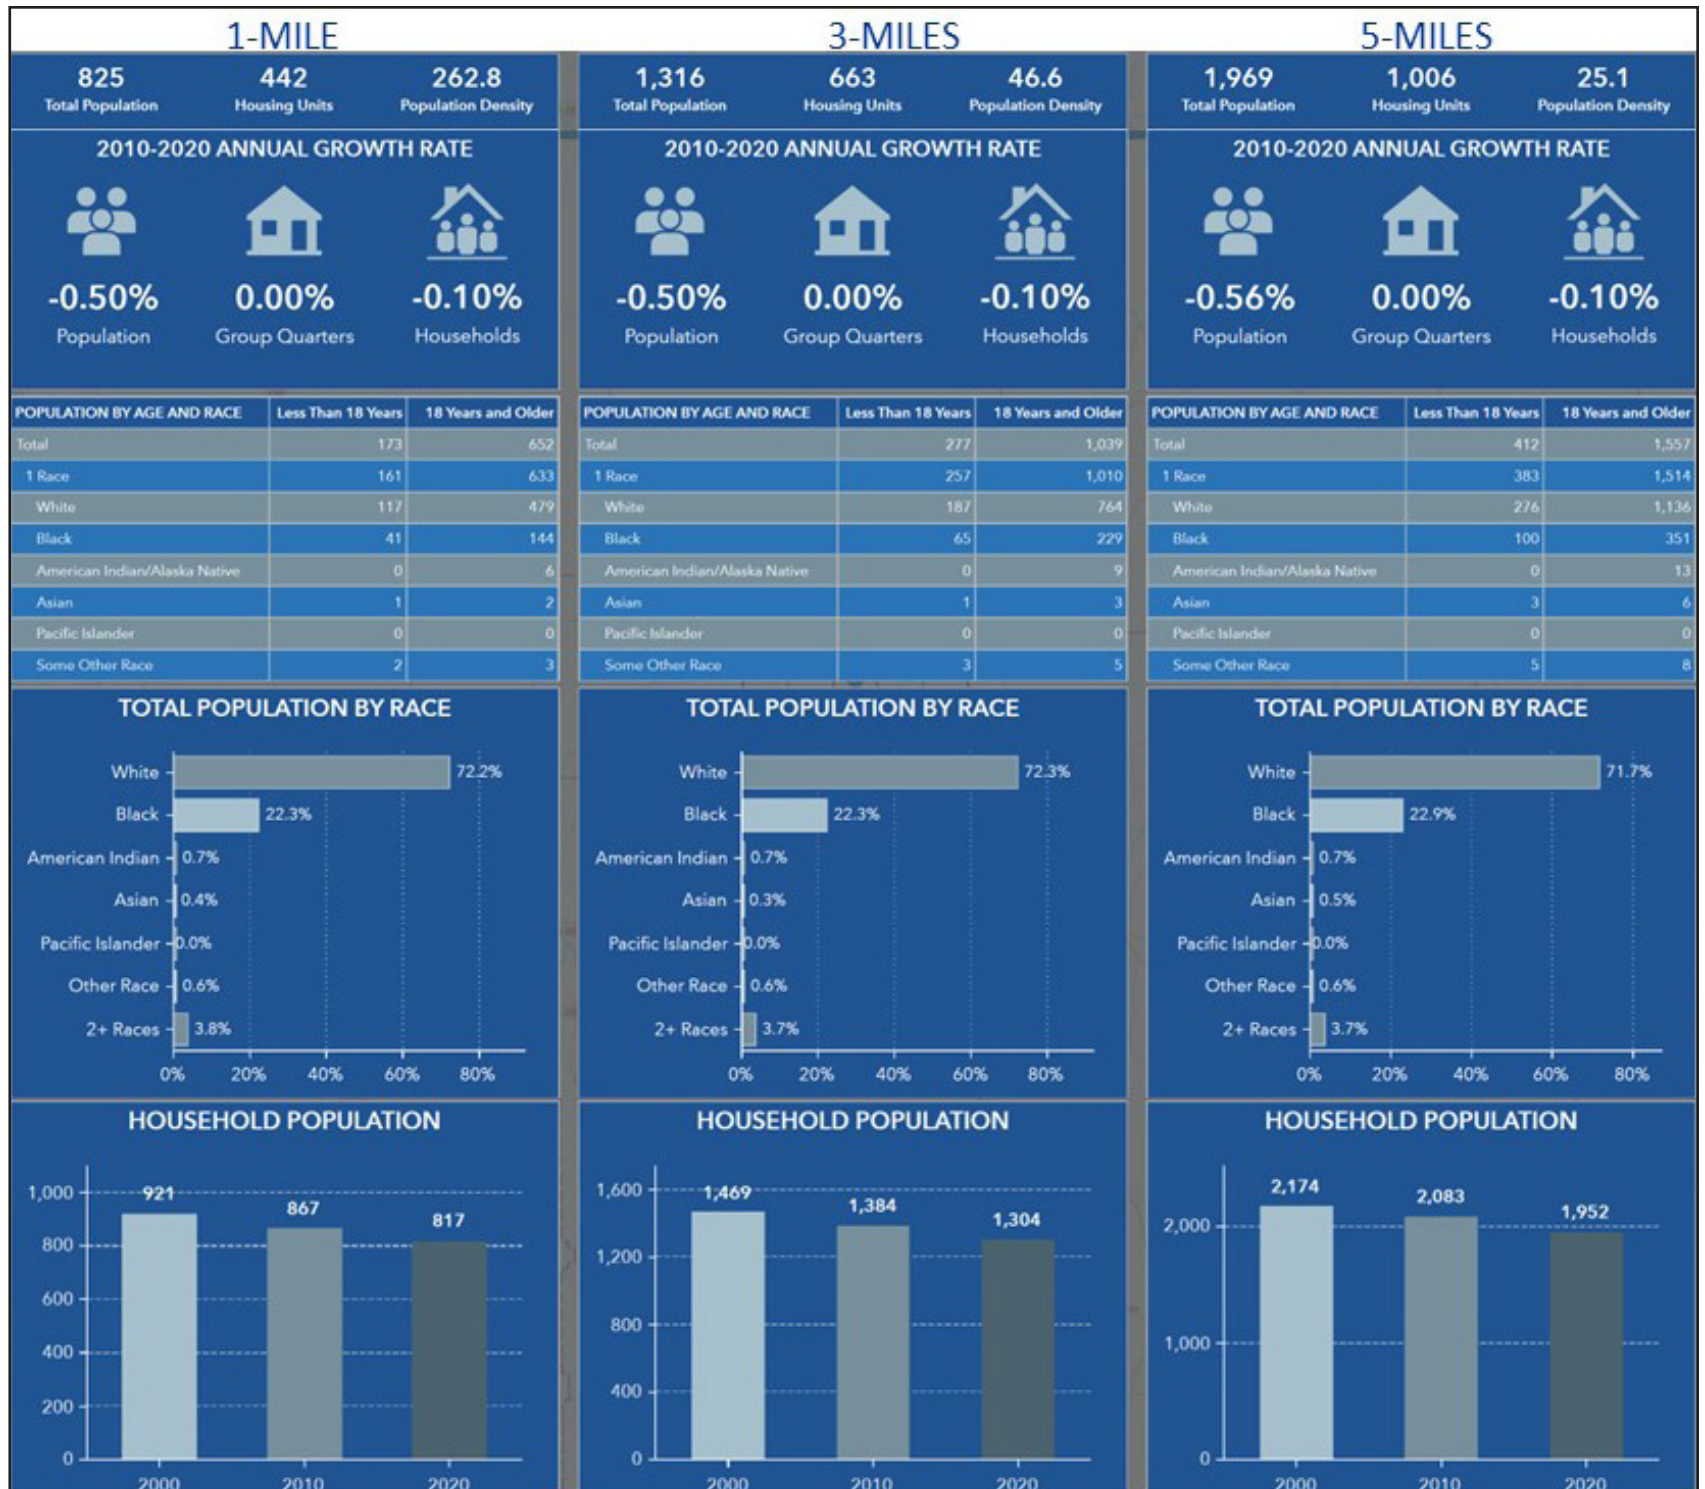 1-MILE
825 442 262.8
Total Population Housing Units Population Density
2010-2020 ANNUAL GROWTH RATE
-0.50% 0.00% -0.10%
Population Group Quarters Households
POPULATION BY AGE AND RACE Less Than 18 Years 18 Years and Older
Total 173 652
1 Race 161 633
White 117 479
Black 41 144
American Indian/Alaska Native 0 6
Asian 1 2
Pacific Islander 0 0
Some Other Race 2 3
TOTAL POPULATION BY RACE
White 72.2%
Black 22.3%
American Indian 0.7%
Asian 0.4%
Pacific Islander 0.0%
Other Race 0.6%
2+ Races 3.8%
0% 20% 40% 60% 80%
HOUSEHOLD POPULATION
1,000 921
867
817
800
600
400
200
0
2000 2010 2020
3-MILES
1,316 663 46.6
Total Population Housing Units Population Density
2010-2020 ANNUAL GROWTH RATE
-0.50% 0.00% -0.10%
Population Group Quarters Households
POPULATION BY AGE AND RACE Less Than 18 Years 18 Years and Older
Total 277 1,039
1 Race 257 1,010
White 187 764
Black 65 229
American Indian/Alaska Native 0 9
Asian 1 3
Pacific Islander 0 0
Some Other Race 3 5
TOTAL POPULATION BY RACE
White 72.3%
Black 22.3%
American Indian 0.7%
Asian 0.3%
Pacific Islander 0.0%
Other Race 0.6%
2+ Races 3.7%
0% 20% 40% 60% 80%
HOUSEHOLD POPULATION
1,600 1,469
1,384
1,304
1,200
800
400
0
2000 2010 2020
5-MILES
1,969 1,006 25.1
Total Population Housing Units Population Density
2010-2020 ANNUAL GROWTH RATE
-0.56% 0.00% -0.10%
Population Group Quarters Households
POPULATION BY AGE AND RACE Less Than 18 Years 18 Years and Older
Total 412 1,557
1 Race 383 1,514
White 276 1,136
Black 100 351
American Indian/Alaska Native 0 13
Asian 3 6
Pacific Islander 0 0
Some Other Race 5 8
TOTAL POPULATION BY RACE
White 71.7%
Black 22.9%
American Indian 0.7%
Asian 0.5%
Pacific Islander 0.0%
Other Race 0.6%
2+ Races 3.7%
0% 20% 40% 60% 80%
HOUSEHOLD POPULATION
2,174
2,083
1,952
2,000
1,000
0
2000 2010 2020